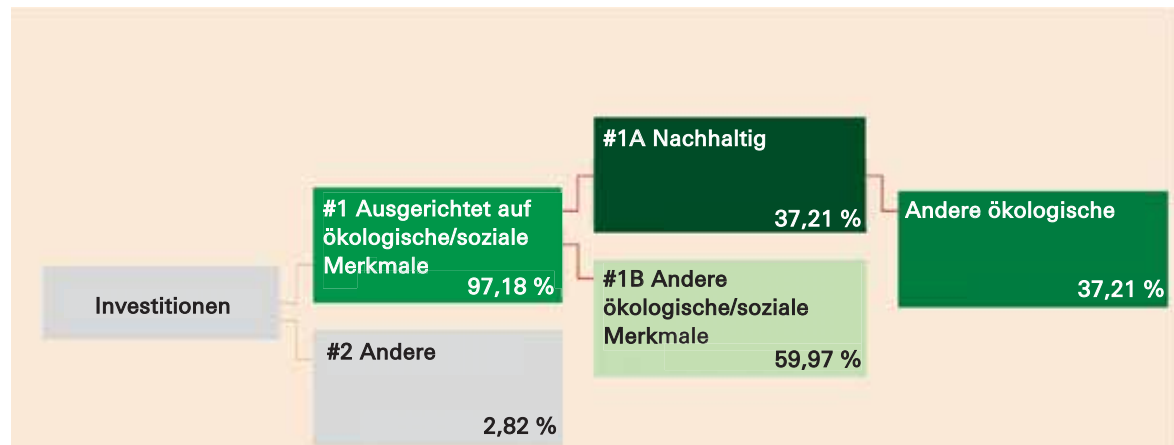 Investitionen
#1 Ausgerichtet auf
ökologische/soziale
Merkmale
97,18 %
#2 Andere
2,82 %
#1A Nachhaltig
37,21 %
#1B Andere
ökologische/soziale
Merkmale
59,97 %
Andere ökologische
37,21 %